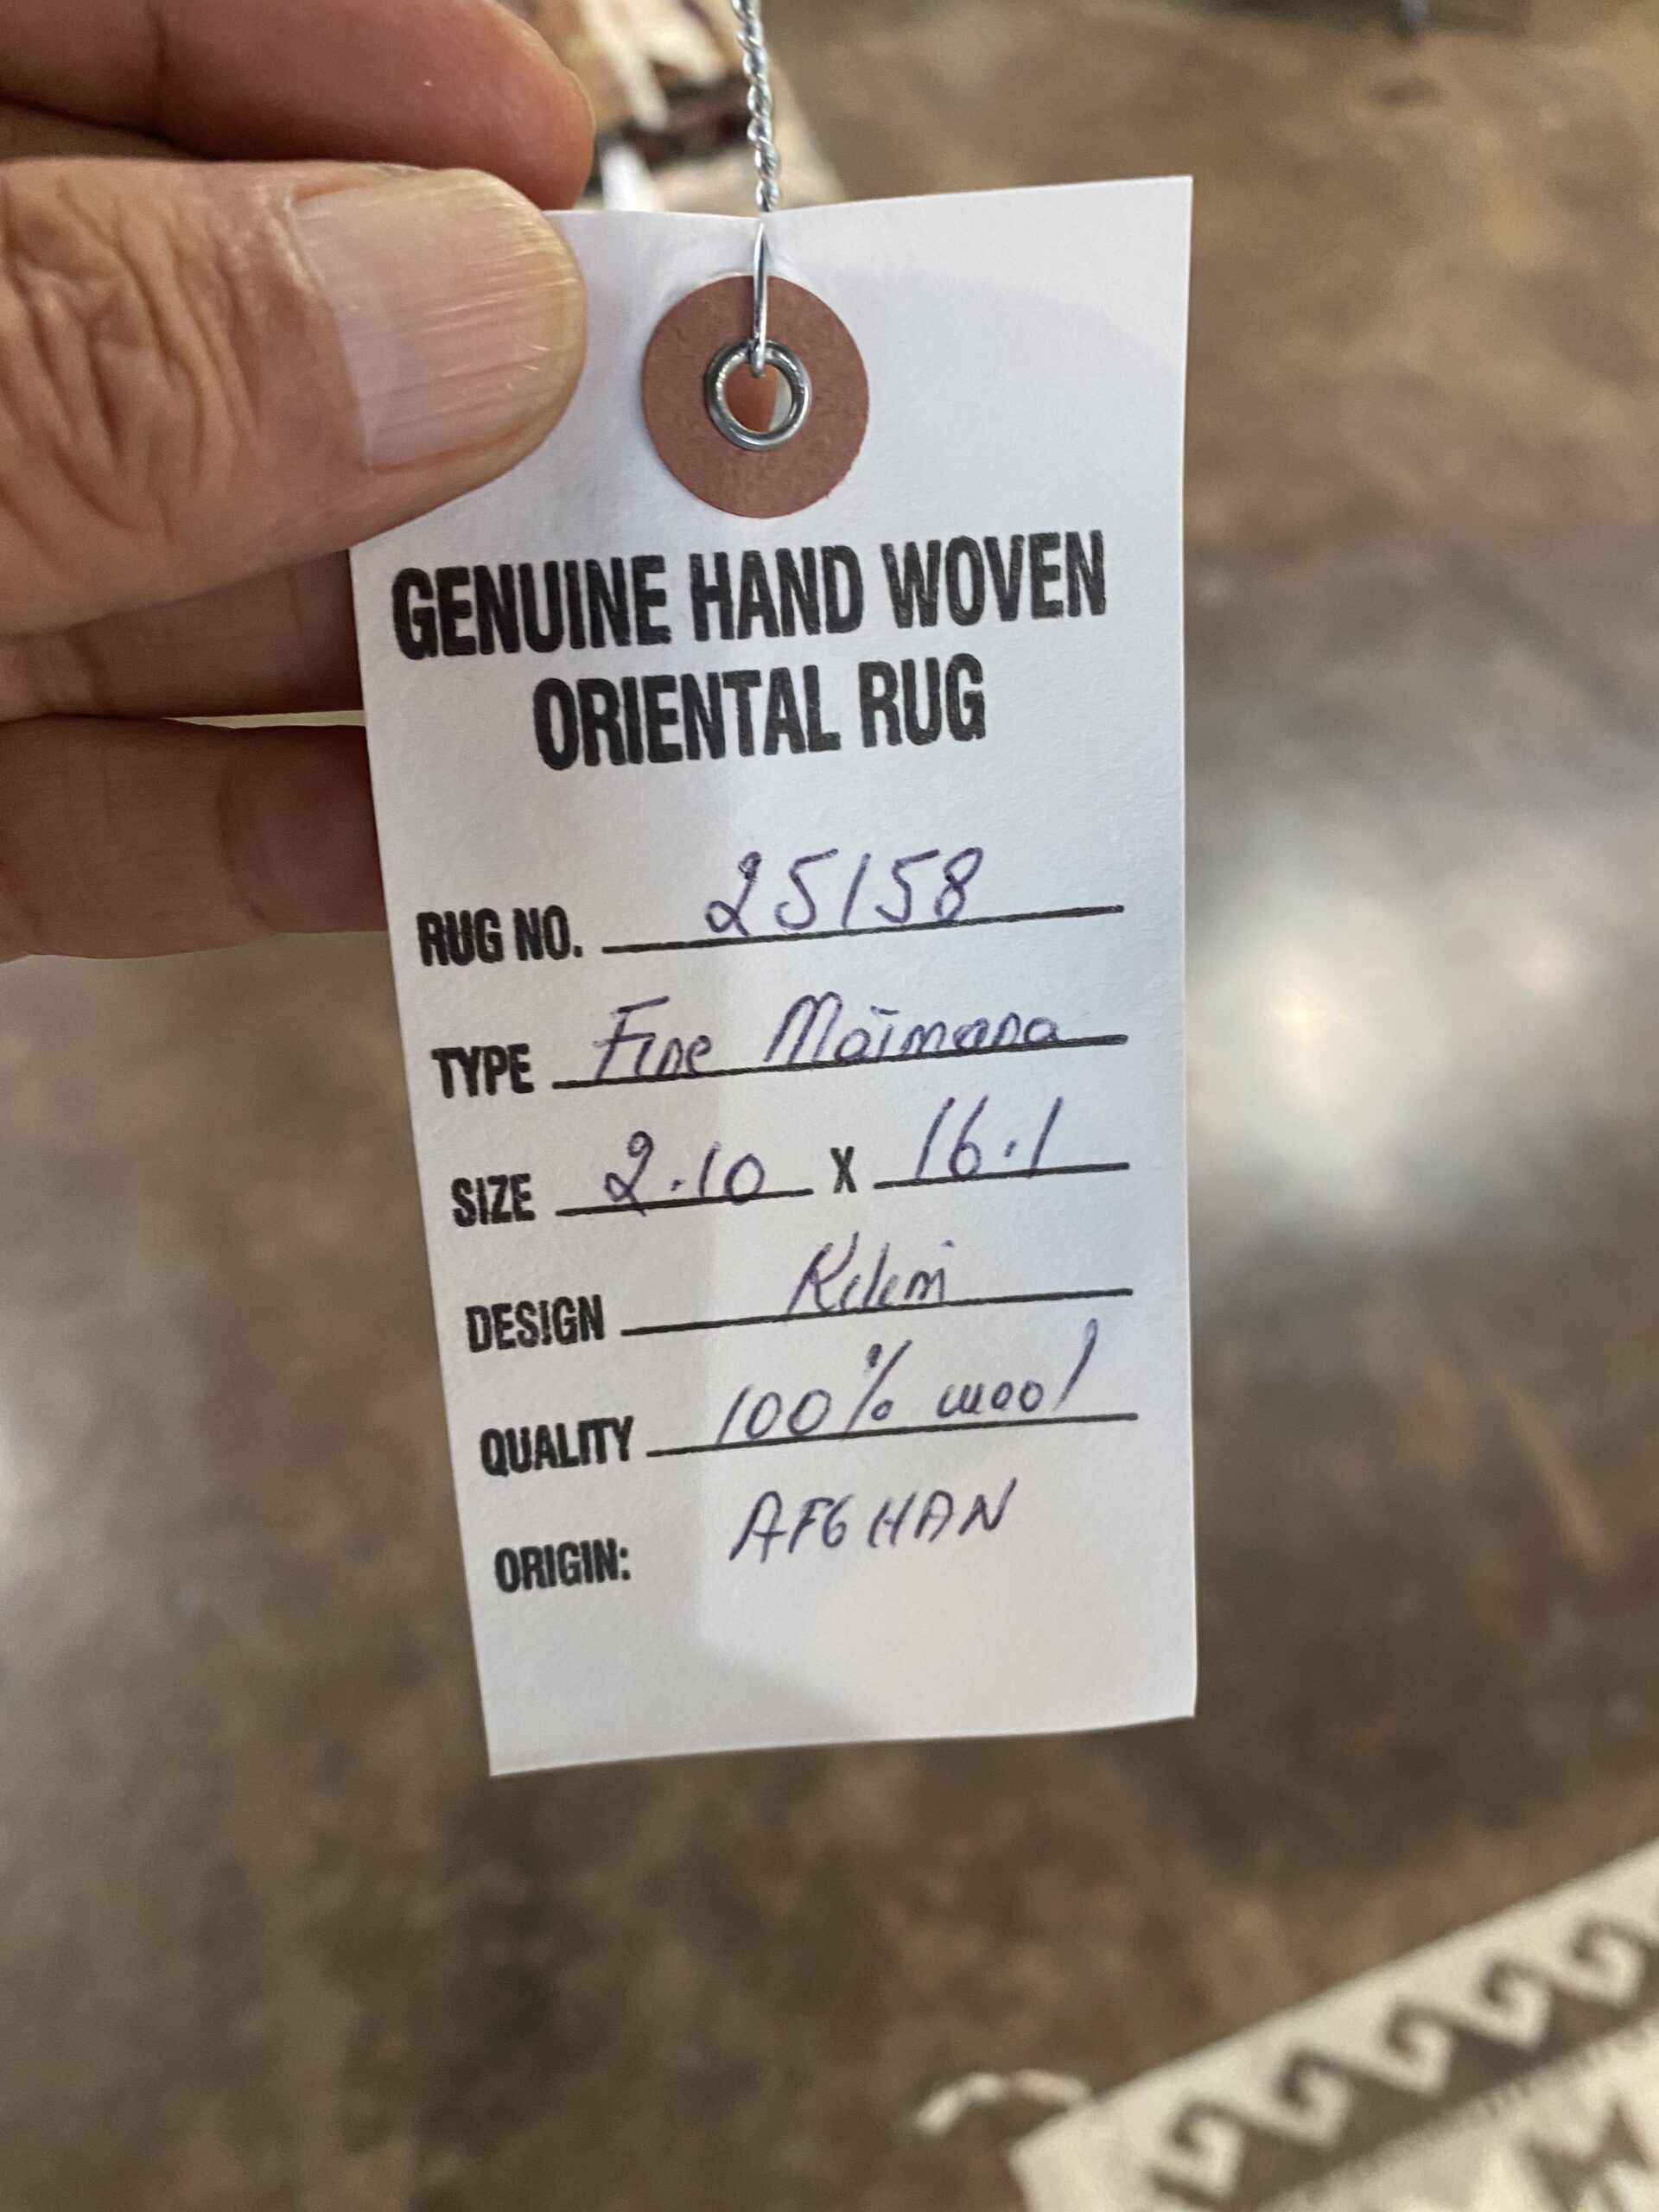 GENUINE HAND WOVEN
ORIENTAL RUG
RUG NO. 25158
TYPE Fine Maimana
SIZE 2.10 X 16.1
DESIGN Kilim
QUALITY 100% wool
ORIGIN: AFGHAN